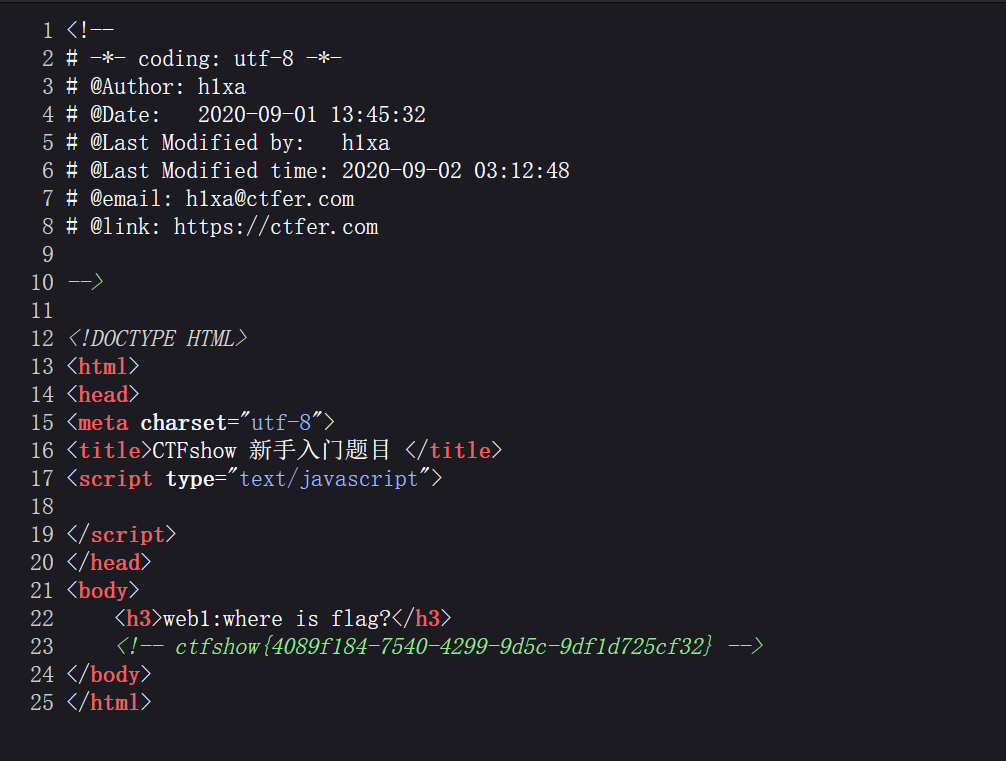 1 <!--
2 # -*- coding: utf-8 -*-
3 # @Author: h1xa
4 # @Date:   2020-09-01 13:45:32
5 # @Last Modified by:   h1xa
6 # @Last Modified time: 2020-09-02 03:12:48
7 # @email: h1xa@ctfer.com
8 # @link: https://ctfer.com
9
10 -->
11
12 <!DOCTYPE HTML>
13 <html>
14 <head>
15 <meta charset="utf-8">
16 <title>CTFshow 新手入门题目 </title>
17 <script type="text/javascript">
18
19 </script>
20 </head>
21 <body>
22     <h3>web1:where is flag?</h3>
23     <!-- ctfshow{4089f184-7540-4299-9d5c-9df1d725cf32} -->
24 </body>
25 </html>